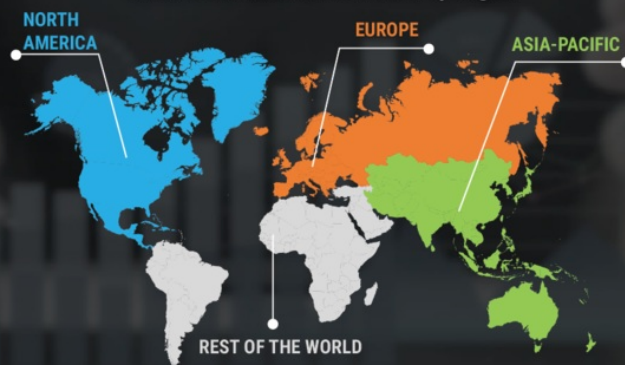 NORTH
AMERICA
EUROPE
ASIA-PACIFIC
REST OF THE WORLD